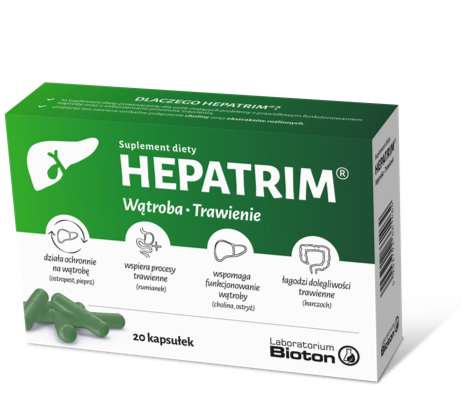 DLACZEGO HEPATRIM®?
Suplement diety
HEPATRIM®
Wątroba • Trawienie
działa ochronnie
na wątrobę
(ostropest, pieprz)
wspiera procesy
trawienne
(rumianek)
wspomaga
funkcjonowanie
wątroby
(cholina, ostryż)
łagodzi dolegliwości
trawienne
(karczoch)
20 kapsułek
Laboratorium
Bioton
HEPATRIM®